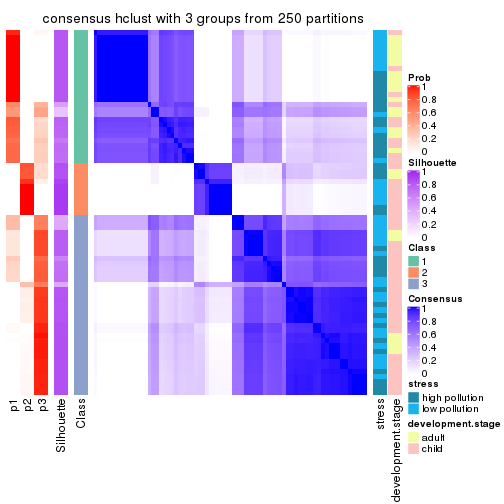 consensus hclust with 3 groups from 250 partitions
Prob
1
0.8
0.6
0.4
0.2
0
Silhouette
1
0.8
0.6
0.4
0.2
0
Class
1
2
3
Consensus
1
0.8
0.6
0.4
0.2
0
stress
high pollution
low pollution
development.stage
adult
child
p1
p2
p3
Silhouette
Class
stress
development.stage